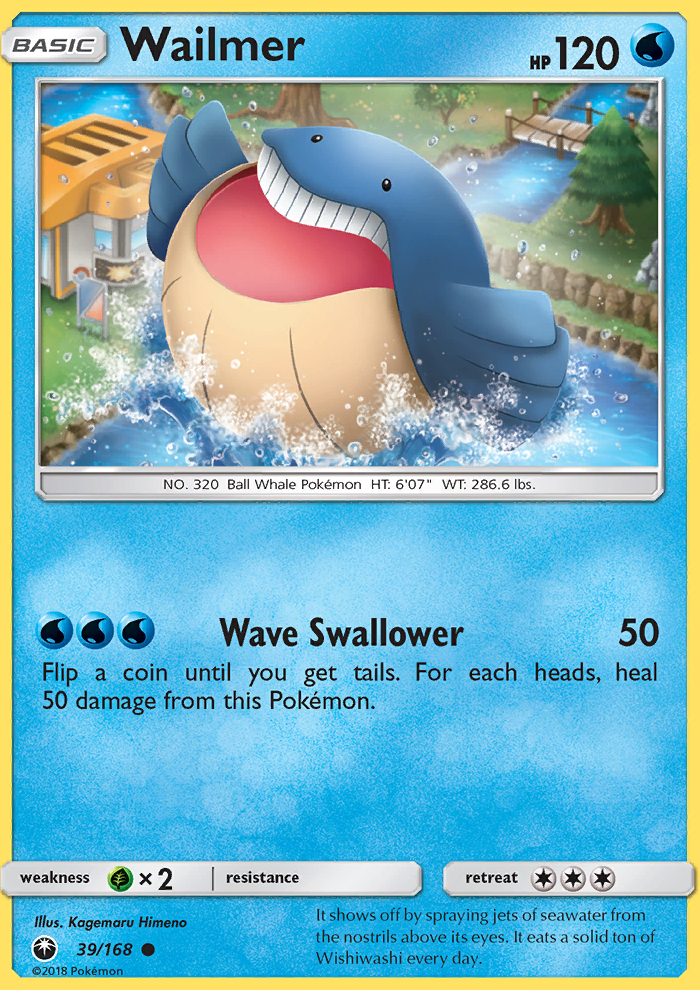 BASIC Wailmer HP 120
NO. 320 Ball Whale Pokémon HT: 6'07" WT: 286.6 lbs.
Wave Swallower 50
Flip a coin until you get tails. For each heads, heal
50 damage from this Pokémon.
weakness × 2 resistance retreat
Illus. Kagemaru Himeno
39/168
©2018 Pokémon
It shows off by spraying jets of seawater from
the nostrils above its eyes. It eats a solid ton of
Wishiwashi every day.